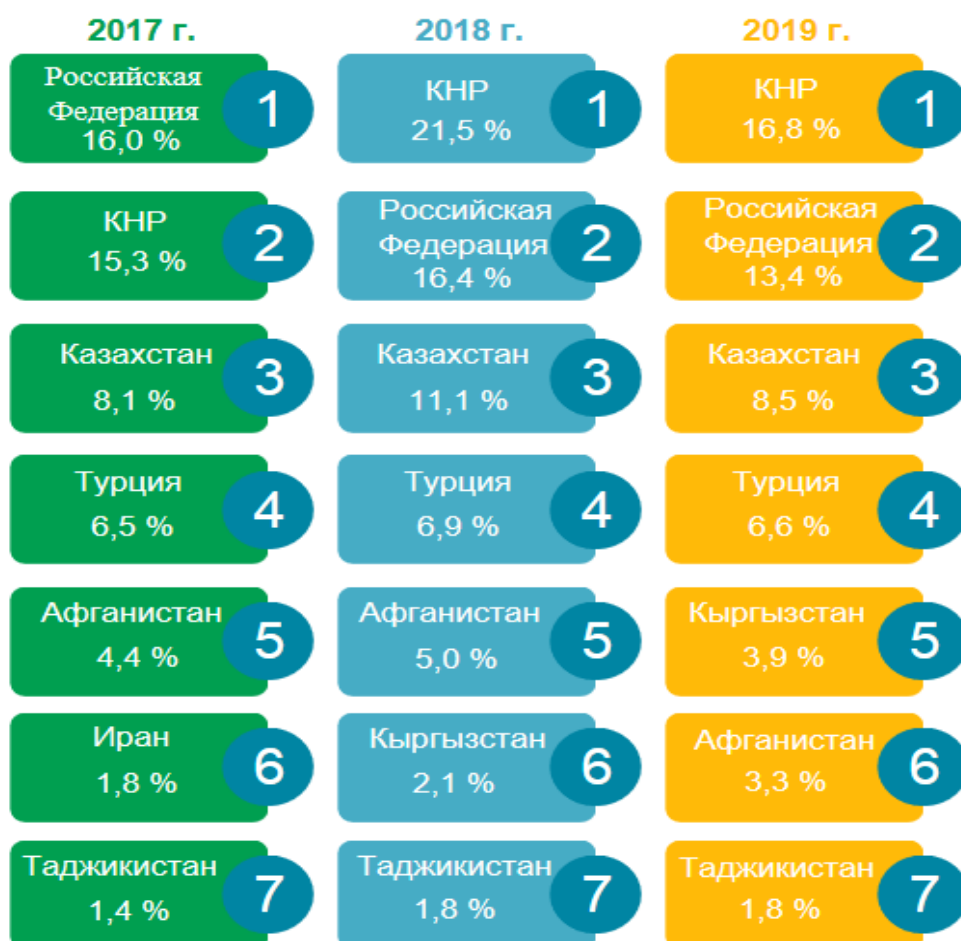 2017 г.
Российская
Федерация
16,0 %
1
КНР
15,3 %
2
Казахстан
8,1 %
3
Турция
6,5 %
4
Афганистан
4,4 %
5
Иран
1,8 %
6
Таджикистан
1,4 %
7
2018 г.
КНР
21,5 %
1
Российская
Федерация
16,4 %
2
Казахстан
11,1 %
3
Турция
6,9 %
4
Афганистан
5,0 %
5
Кыргызстан
2,1 %
6
Таджикистан
1,8 %
7
2019 г.
КНР
16,8 %
1
Российская
Федерация
13,4 %
2
Казахстан
8,5 %
3
Турция
6,6 %
4
Кыргызстан
3,9 %
5
Афганистан
3,3 %
6
Таджикистан
1,8 %
7